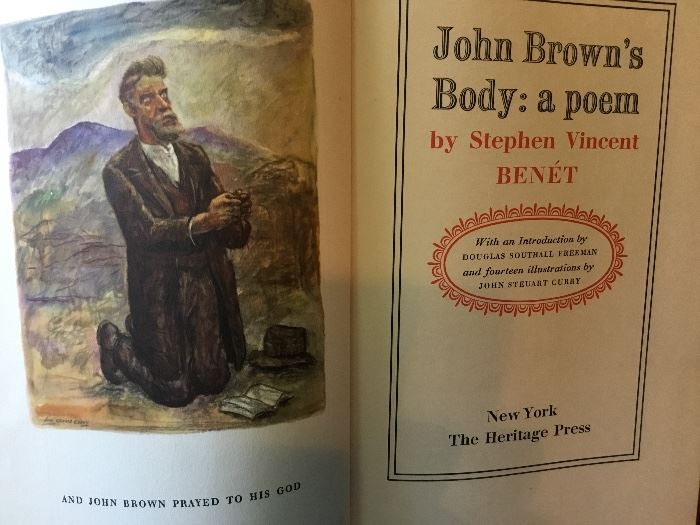 AND JOHN BROWN PRAYED TO HIS GOD
John Brown's
Body: a poem
by Stephen Vincent
BENÉT
With an Introduction by
DOUGLAS SOUTHALL FREEMAN
and fourteen illustrations by
JOHN STEUART CURRY
New York
The Heritage Press